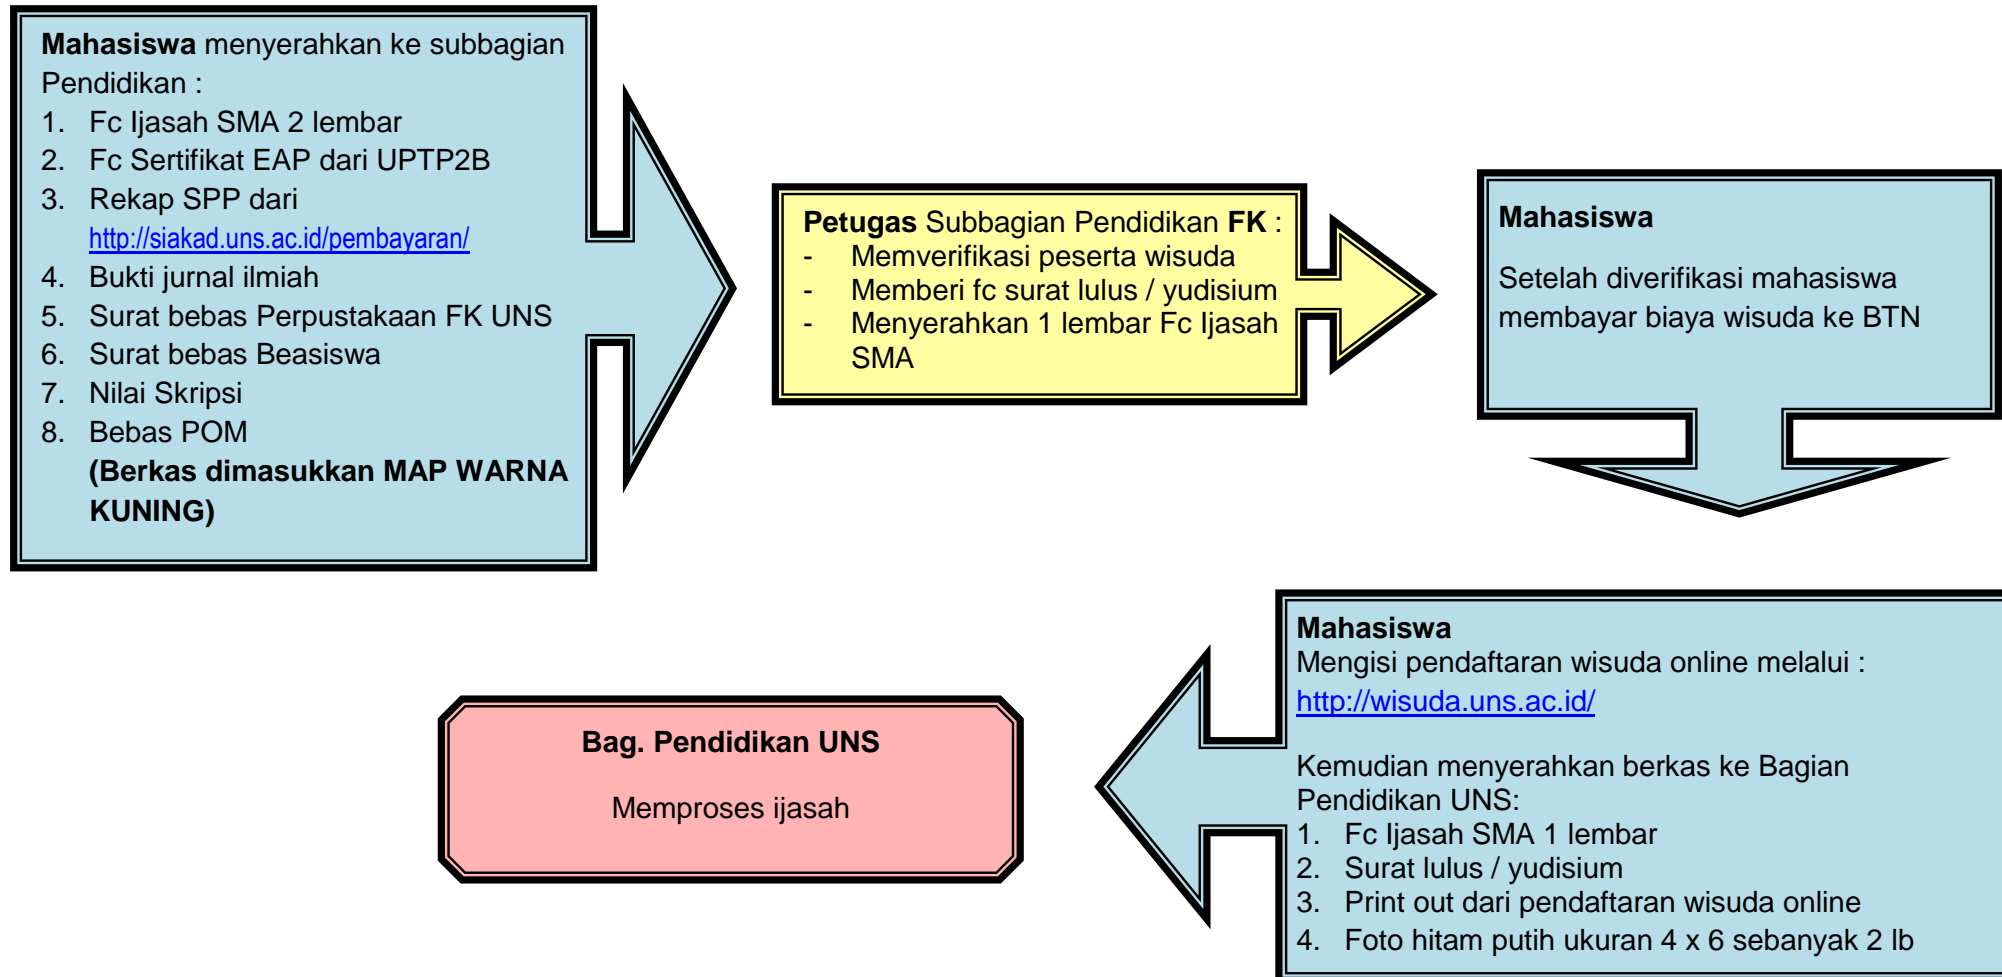 Mahasiswa menyerahkan ke subbagian
Pendidikan :
1. Fc Ijasah SMA 2 lembar
2. Fc Sertifikat EAP dari UPTP2B
3. Rekap SPP dari
http://siakad.uns.ac.id/pembayaran/
4. Bukti jurnal ilmiah
5. Surat bebas Perpustakaan FK UNS
6. Surat bebas Beasiswa
7. Nilai Skripsi
8. Bebas POM
(Berkas dimasukkan MAP WARNA
KUNING)
Petugas Subbagian Pendidikan FK :
- Memverifikasi peserta wisuda
- Memberi fc surat lulus / yudisium
- Menyerahkan 1 lembar Fc Ijasah
SMA
Mahasiswa
Setelah diverifikasi mahasiswa
membayar biaya wisuda ke BTN
Mahasiswa
Mengisi pendaftaran wisuda online melalui :
http://wisuda.uns.ac.id/
Kemudian menyerahkan berkas ke Bagian
Pendidikan UNS:
1. Fc Ijasah SMA 1 lembar
2. Surat lulus / yudisium
3. Print out dari pendaftaran wisuda online
4. Foto hitam putih ukuran 4 x 6 sebanyak 2 lb
Bag. Pendidikan UNS
Memproses ijasah